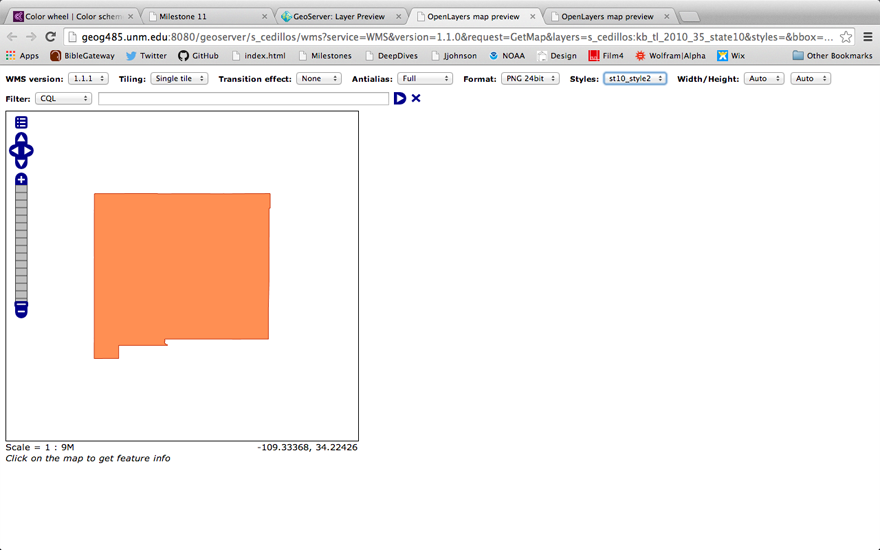 Color wheel | Color schem
Milestone 11
GeoServer: Layer Preview
OpenLayers map preview
OpenLayers map preview
geog485.unm.edu:8080/geoserver/s_cedillos/wms?service=WMS&version=1.1.0&request=GetMap&layers=s_cedillos:kb_tl_2010_35_state10&styles=&bbox=...
Apps BibleGateway Twitter GitHub index.html Milestones DeepDives Jjohnson NOAA Design Film4 Wolfram|Alpha Wix Other Bookmarks
WMS version: 1.1.1 Tiling: Single tile Transition effect: None Antialias: Full Format: PNG 24bit Styles: st10_style2 Width/Height: Auto Auto
Filter: CQL
Scale = 1 : 9M -109.33368, 34.22426
Click on the map to get feature info